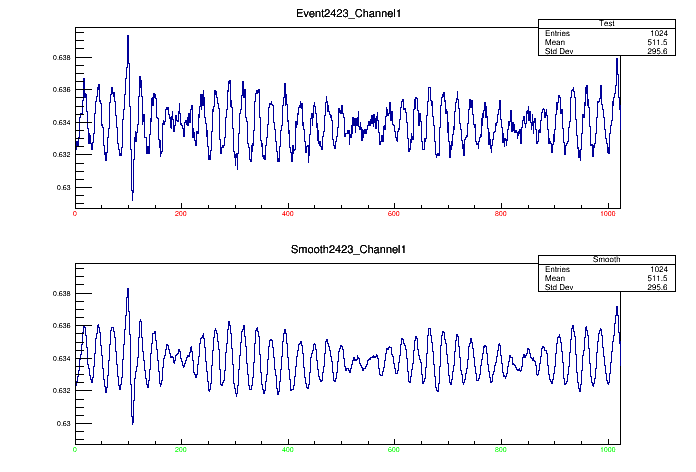 Event2423_Channel1
Test
Entries 1024
Mean 511.5
Std Dev 295.6
0.638
0.636
0.634
0.632
0.63
0 200 400 600 800 1000
Smooth2423_Channel1
Smooth
Entries 1024
Mean 511.5
Std Dev 295.6
0.638
0.636
0.634
0.632
0.63
0 200 400 600 800 1000